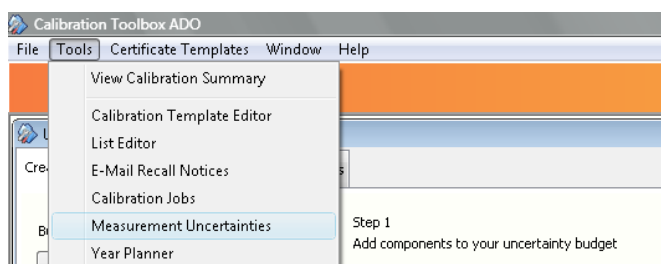 Calibration Toolbox ADO
File Tools Certificate Templates Window Help
View Calibration Summary
Calibration Template Editor
List Editor
E-Mail Recall Notices
Calibration Jobs
Measurement Uncertainties
Year Planner
Step 1
Add components to your uncertainty budget